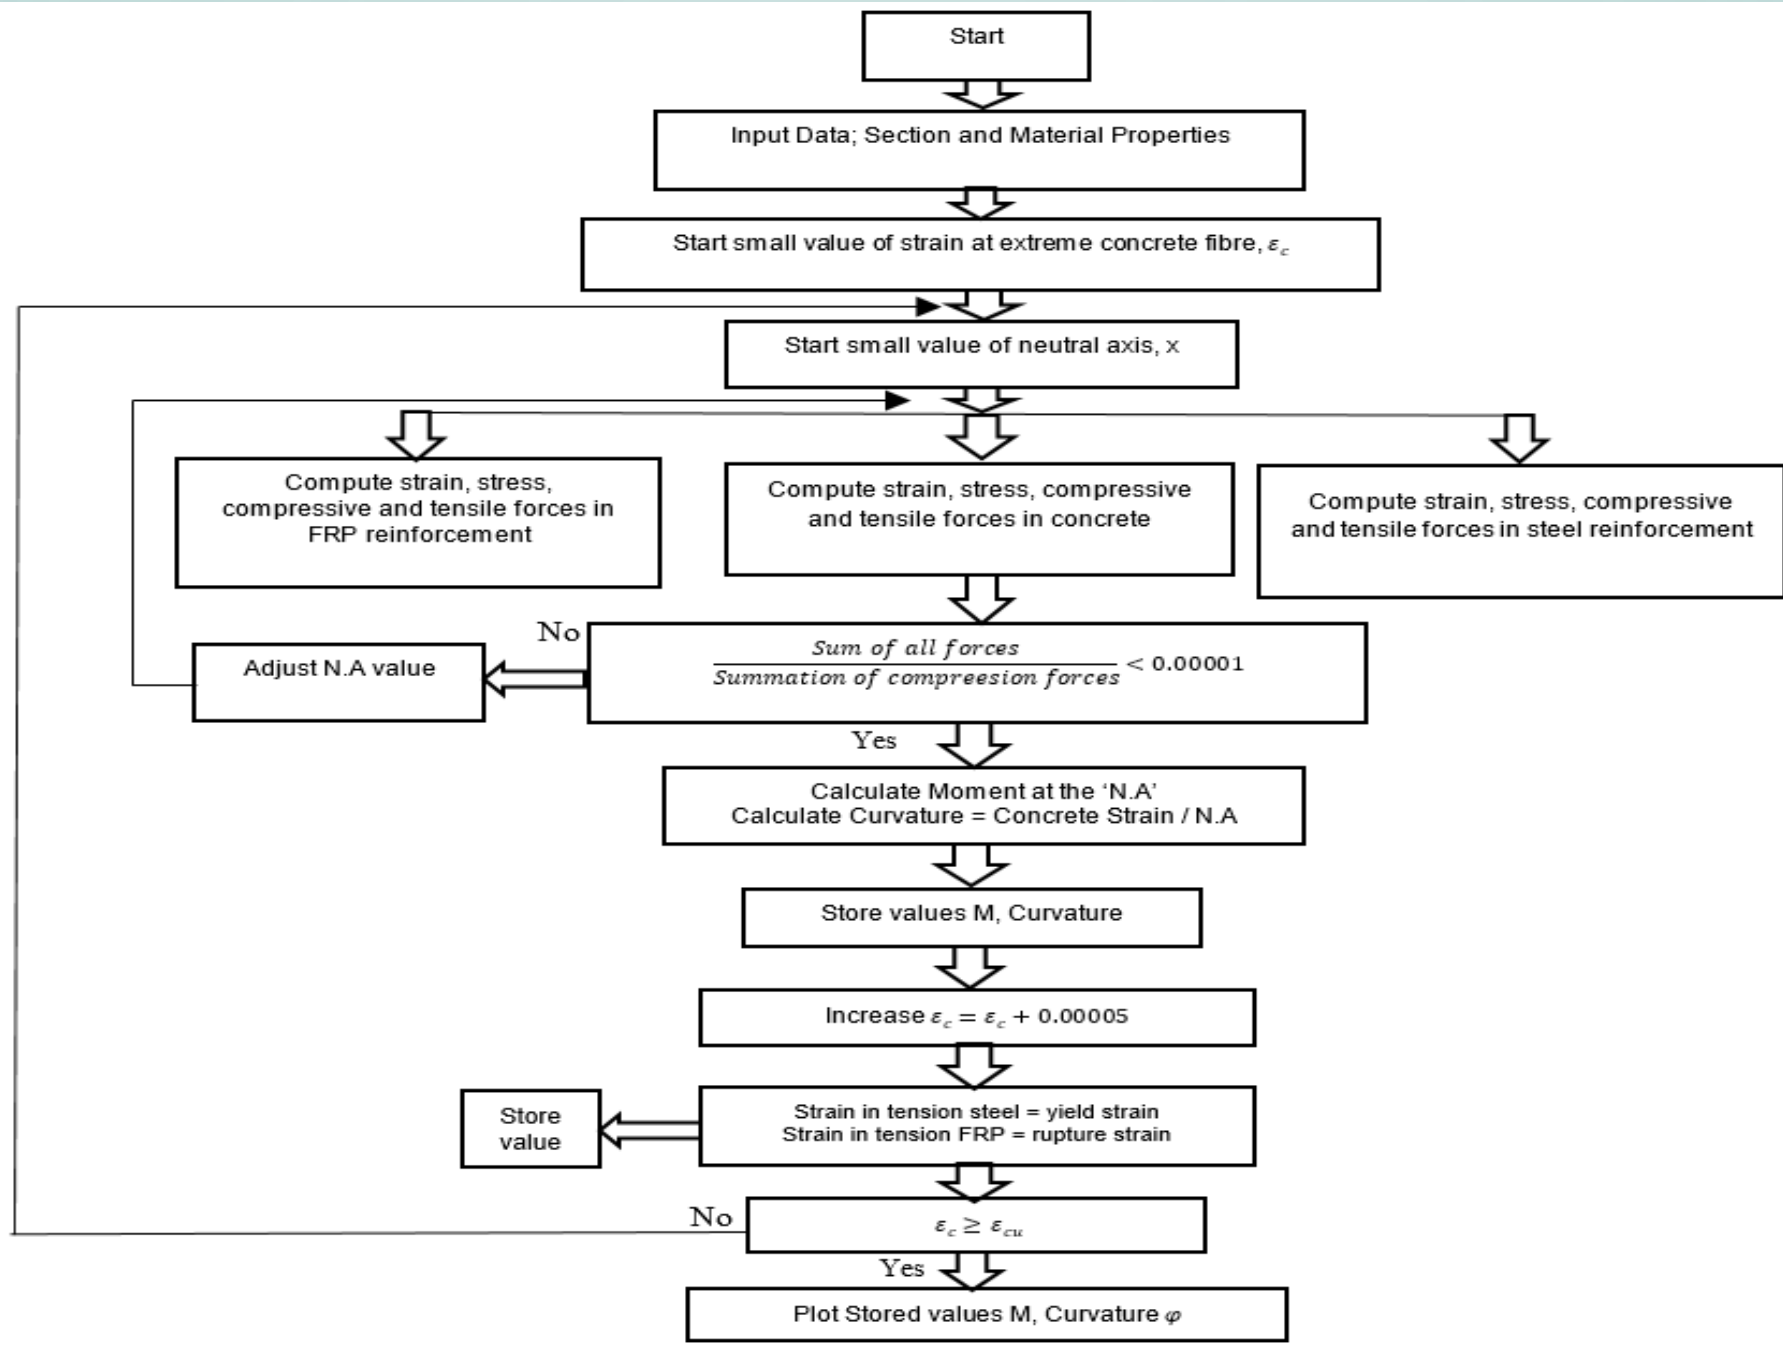 Start
Input Data; Section and Material Properties
Start small value of strain at extreme concrete fibre, ε_c
Start small value of neutral axis, x
Compute strain, stress,
compressive and tensile forces in
FRP reinforcement
Compute strain, stress, compressive
and tensile forces in concrete
Compute strain, stress, compressive
and tensile forces in steel reinforcement
No
Adjust N.A value
Sum of all forces
Summation of compreesion forces < 0.00001
Yes
Calculate Moment at the ‘N.A’
Calculate Curvature = Concrete Strain / N.A
Store values M, Curvature
Increase ε_c = ε_c + 0.00005
Store
value
Strain in tension steel = yield strain
Strain in tension FRP = rupture strain
No
ε_c ≥ ε_cu
Yes
Plot Stored values M, Curvature φ